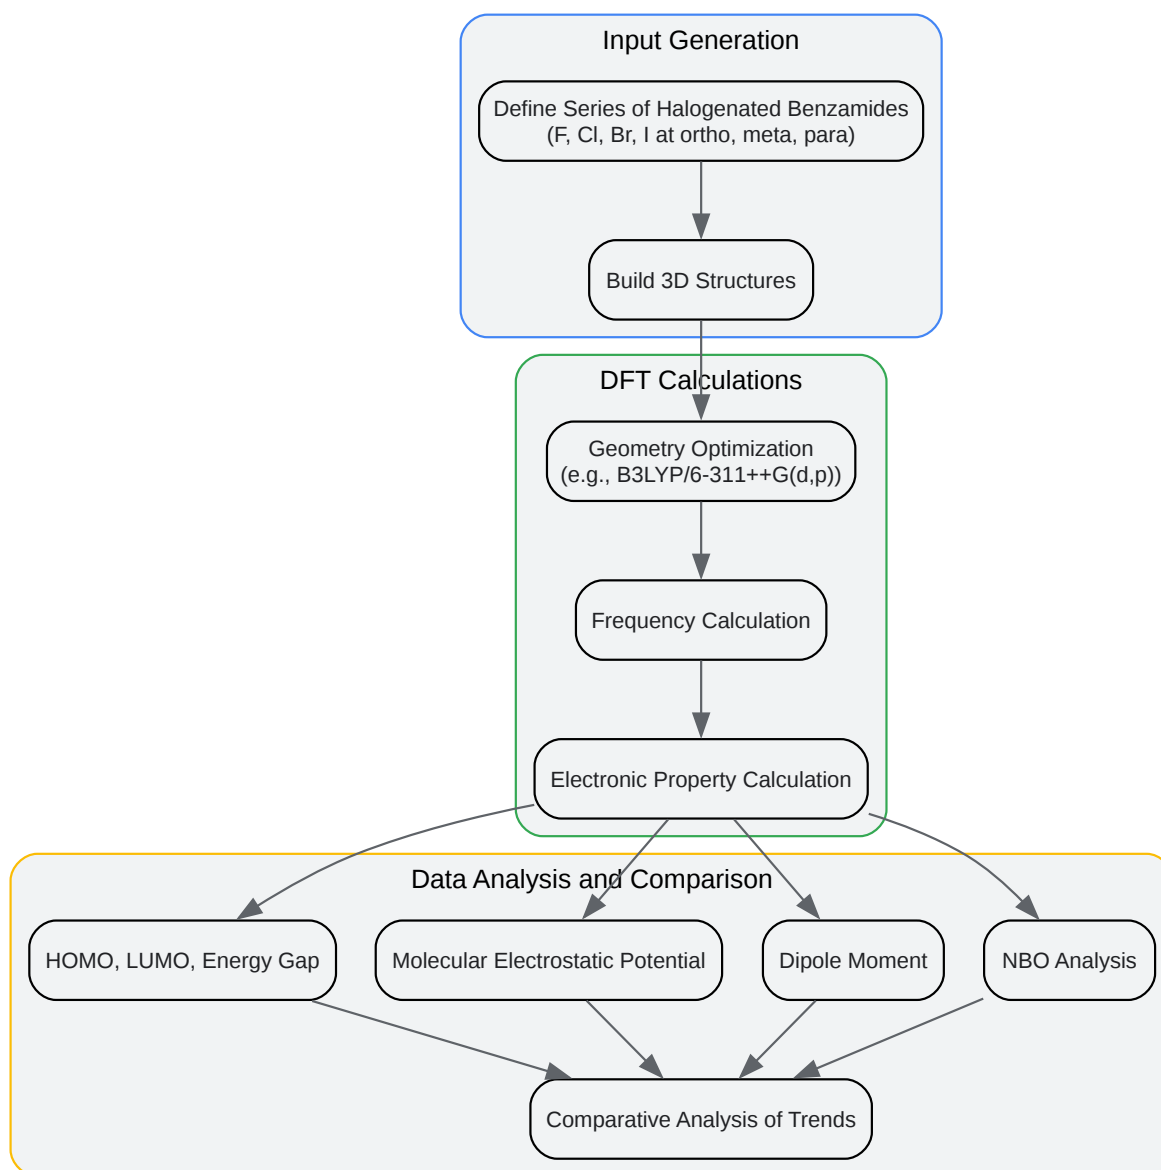 Input Generation
Define Series of Halogenated Benzamides
(F, Cl, Br, I at ortho, meta, para)
Build 3D Structures
DFT Calculations
Geometry Optimization
(e.g., B3LYP/6-311++G(d,p))
Frequency Calculation
Electronic Property Calculation
Data Analysis and Comparison
HOMO, LUMO, Energy Gap
Molecular Electrostatic Potential
Dipole Moment
NBO Analysis
Comparative Analysis of Trends